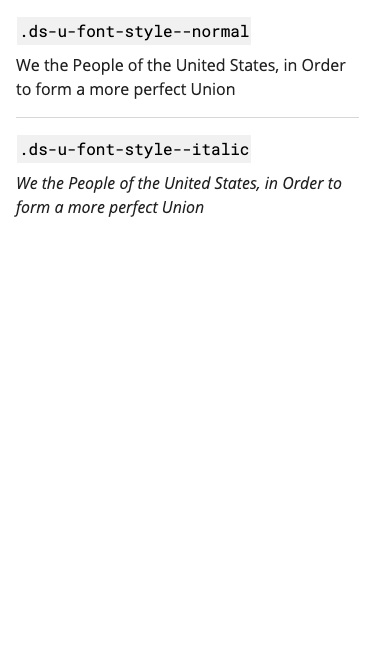 .ds-u-font-style--normal
We the People of the United States, in Order
to form a more perfect Union
.ds-u-font-style--italic
We the People of the United States, in Order to
form a more perfect Union